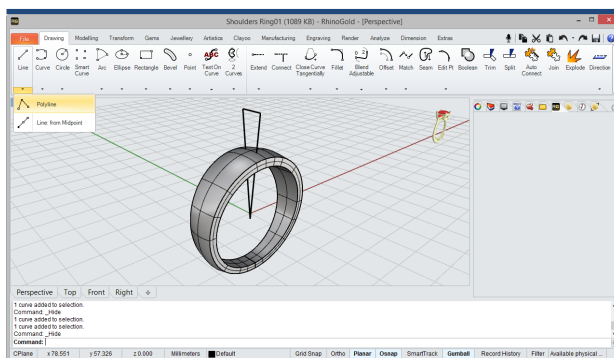 Shoulders Ring01 (1089 KB) - RhinoGold - [Perspective]
File Drawing Modelling Transform Gems Jewellery Artistics Clayoo Manufacturing Engraving Render Analyze Dimension Extras
Line Curve Circle Smart Curve Arc Ellipse Rectangle Bevel Point Text On Curve 2 Curves Extend Connect Close Curve Tangentially Fillet Blend Adjustable Offset Match Seam Edit Pt Boolean Trim Split Auto Connect Join Explode Direction
Polyline
Line: from Midpoint
Perspective Top Front Right
1 curve added to selection.
Command: _Hide
1 curve added to selection.
1 curve added to selection.
Command: _Hide
Command:
CPlane x 78.551 y 57.326 z 0.000 Millimeters Default Grid Snap Ortho Planar Osnap SmartTrack Gumball Record History Filter Available physical ...